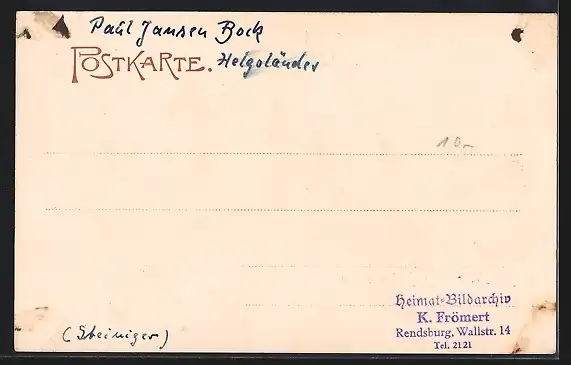 Paul Jansen Bock
POSTKARTE. Helgoländer
10,-
(Steiniger)
Heimat-Bildarchiv
K. Frömert
Rendsburg, Wallstr. 14
Tel. 2121